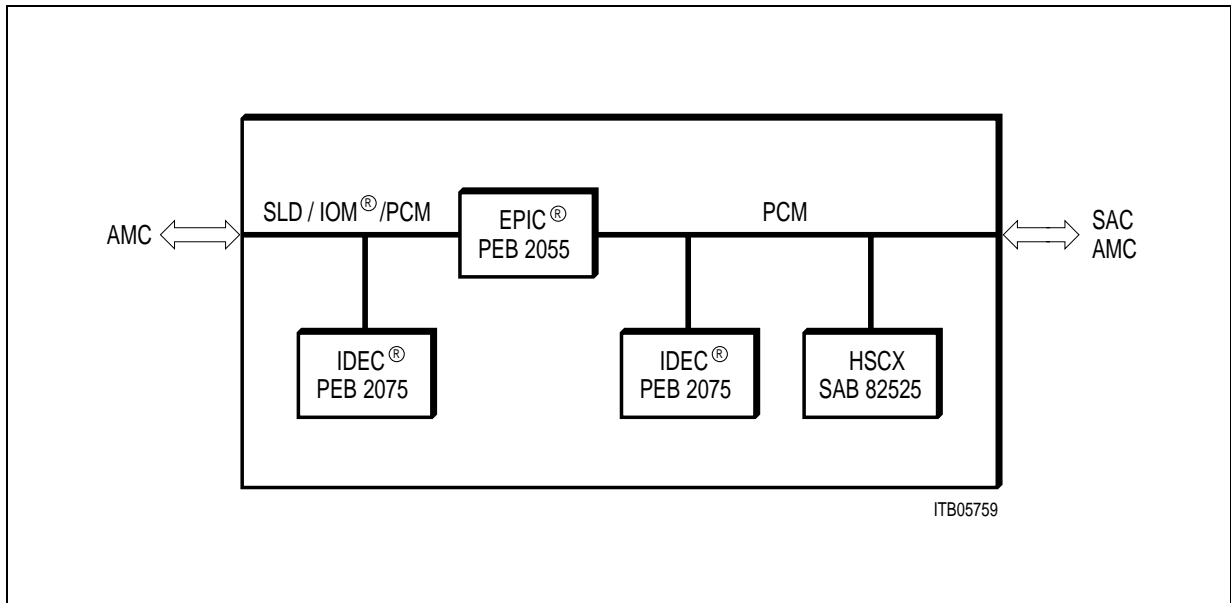 SLD / IOM® /PCM
EPIC®
PEB 2055
PCM
AMC
SAC
AMC
IDEC®
PEB 2075
IDEC®
PEB 2075
HSCX
SAB 82525
ITB05759